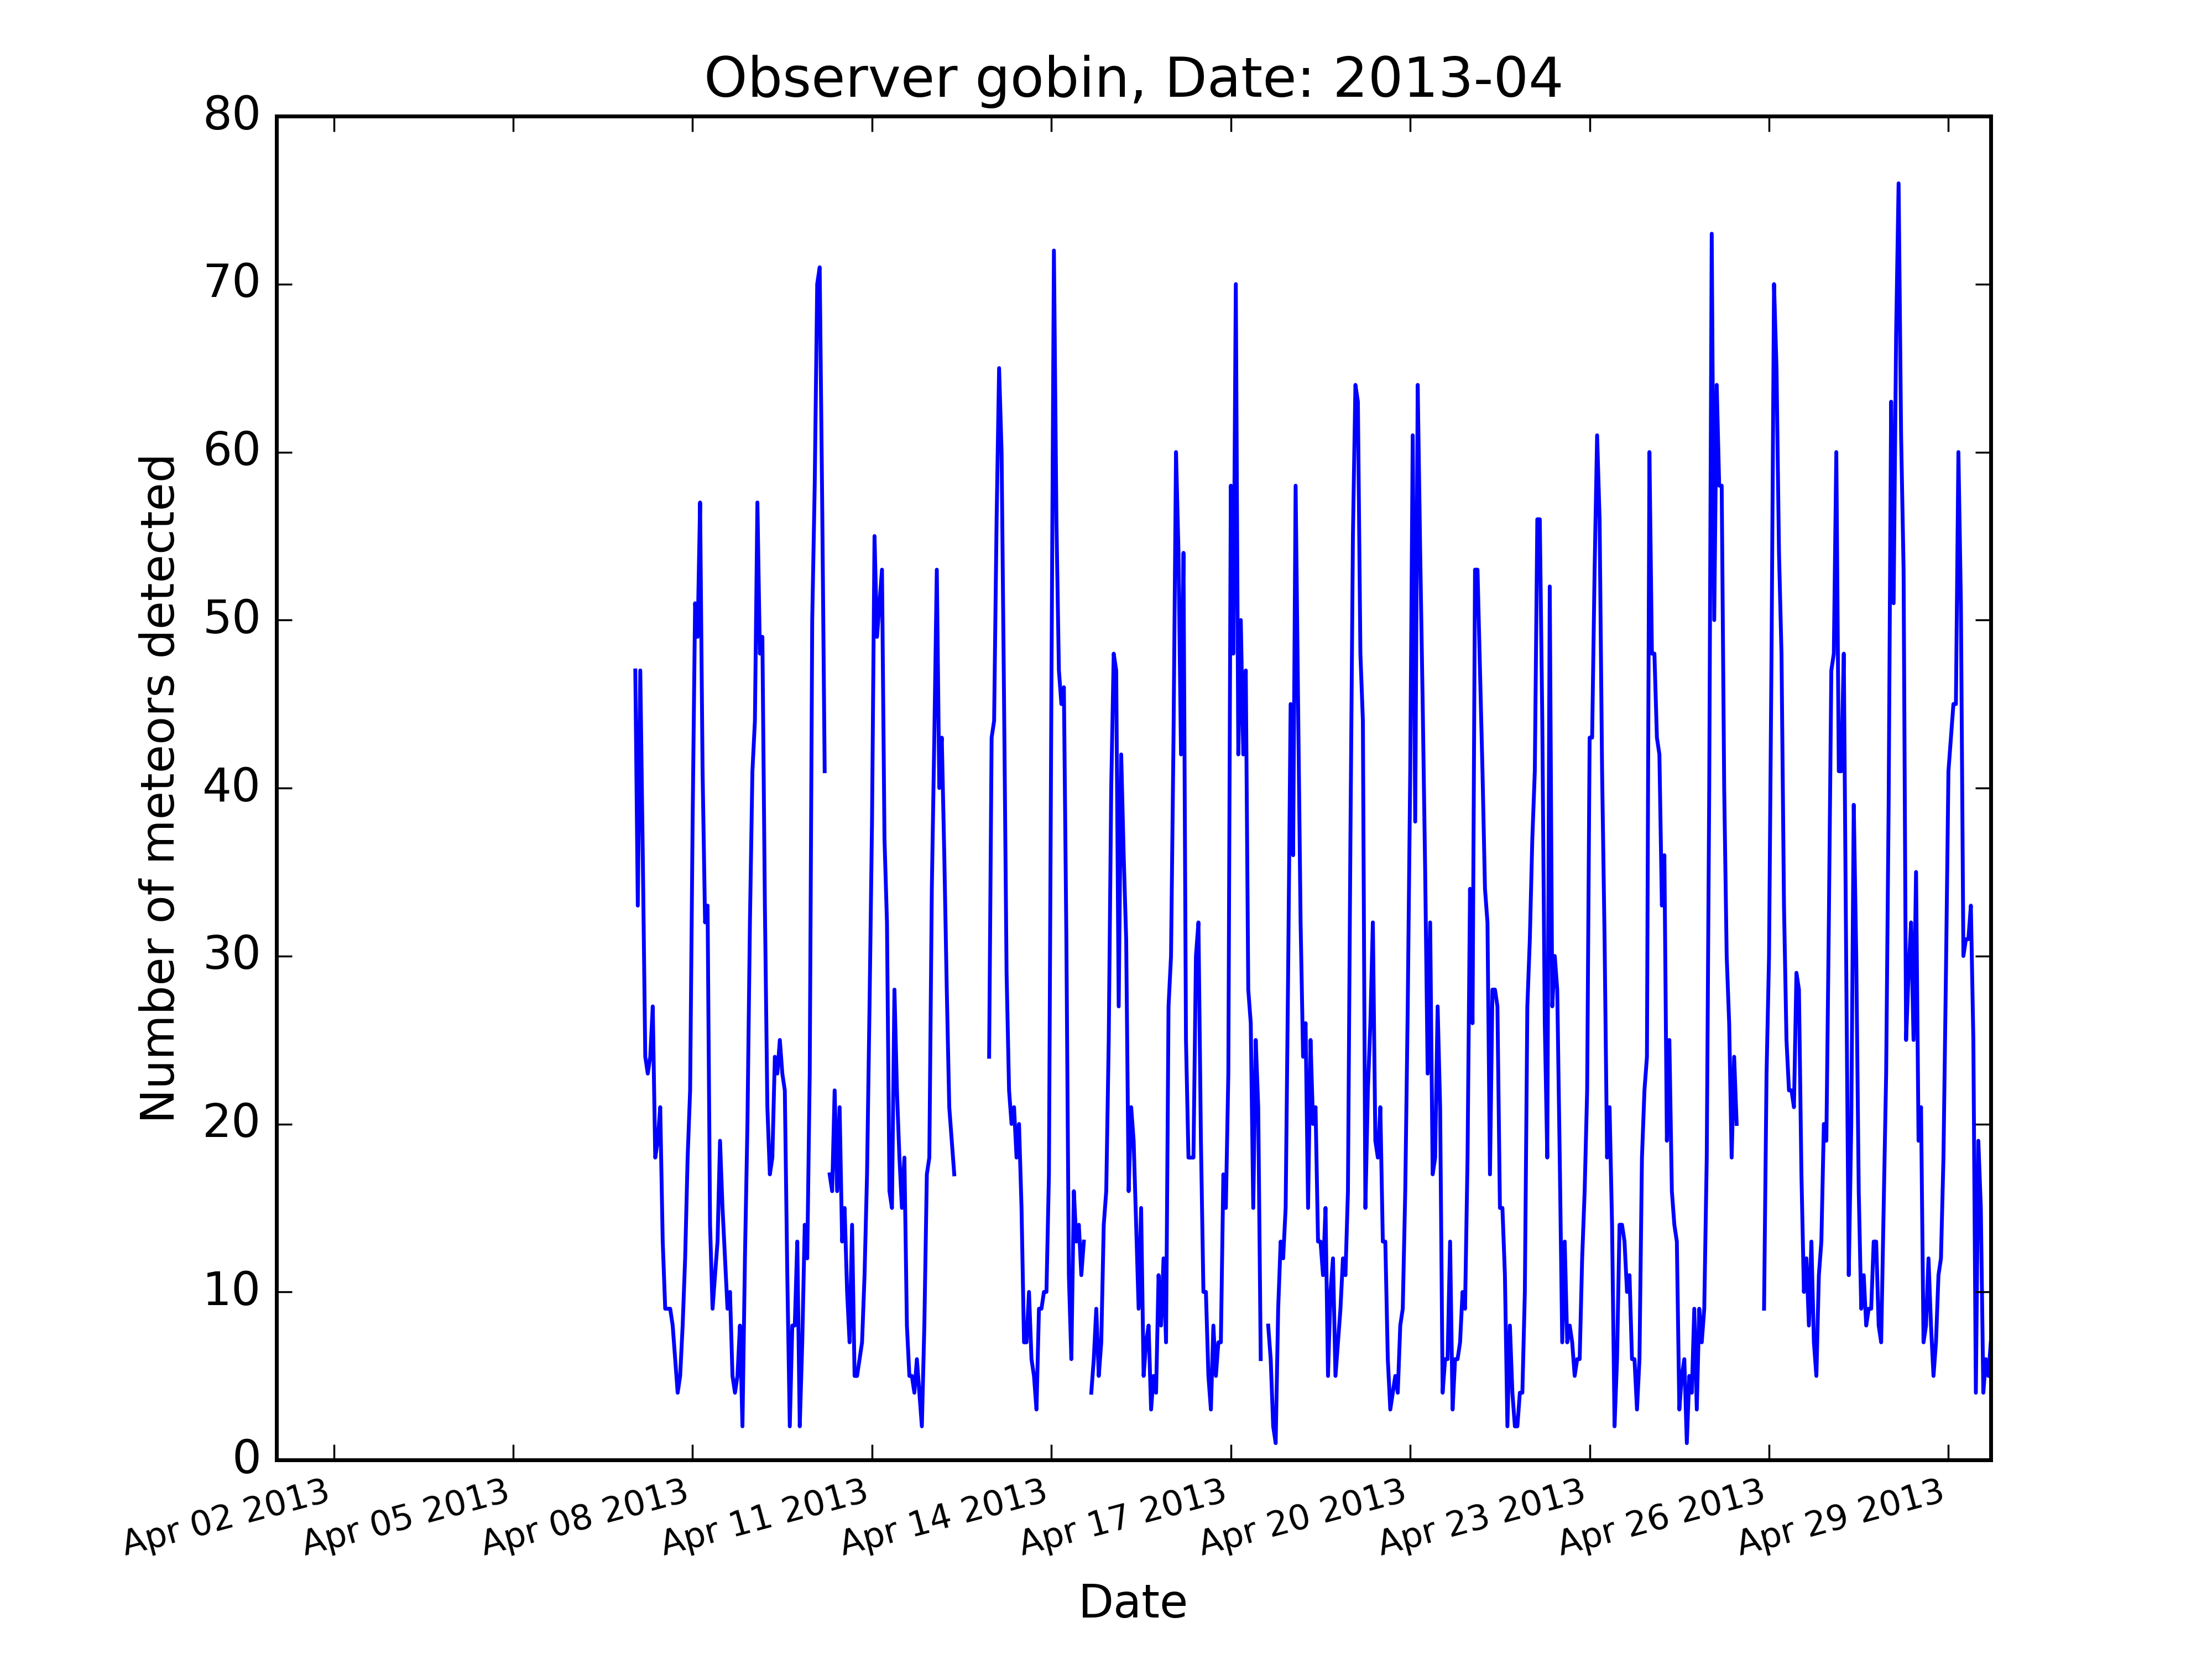 Observer gobin, Date: 2013-04
80
70
60
50
40
30
20
10
0
Number of meteors detected
Apr 02 2013
Apr 05 2013
Apr 08 2013
Apr 11 2013
Apr 14 2013
Apr 17 2013
Apr 20 2013
Apr 23 2013
Apr 26 2013
Apr 29 2013
Date